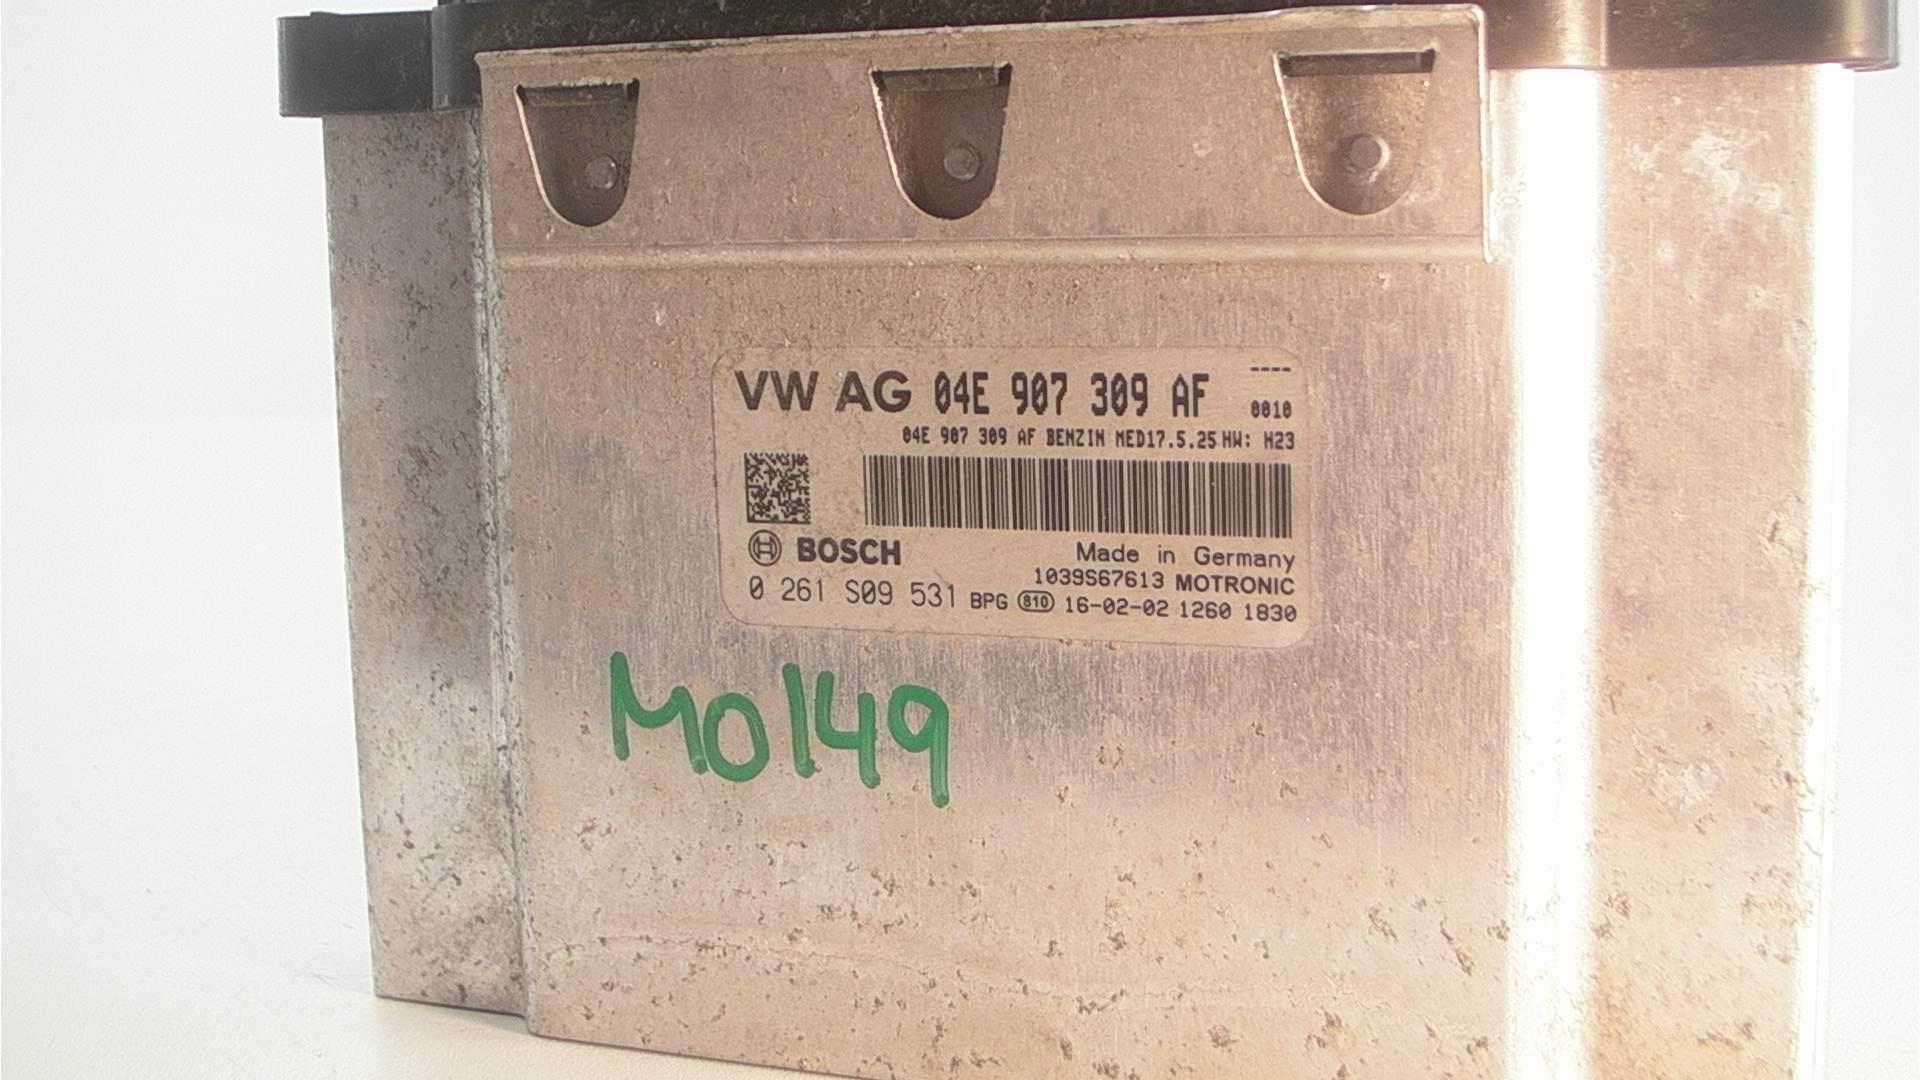 VW AG 04E 907 309 AF ----
0010
04E 907 309 AF BENZIN MED17.5.25 HW: H23
BOSCH Made in Germany
1039S67613 MOTRONIC
0 261 S09 531 BPG 810 16-02-02 1260 1830
M0149